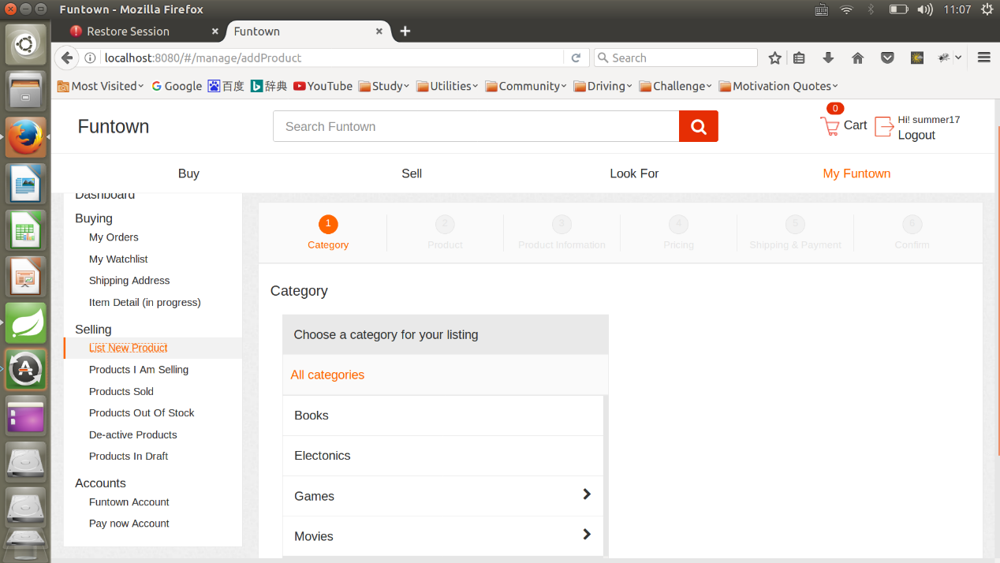 Funtown - Mozilla Firefox
11:07
Restore Session
Funtown
localhost:8080/#/manage/addProduct
Search
Most Visited
Google
百度
辞典
YouTube
Study
Utilities
Community
Driving
Challenge
Motivation Quotes
Funtown
Search Funtown
0
Cart
Hi! summer17
Logout
Buy
Sell
Look For
My Funtown
Dashboard
Buying
My Orders
My Watchlist
Shipping Address
Item Detail (in progress)
Selling
List New Product
Products I Am Selling
Products Sold
Products Out Of Stock
De-active Products
Products In Draft
Accounts
Funtown Account
Pay now Account
1
Category
2
Product
3
Product Information
4
Pricing
5
Shipping & Payment
6
Confirm
Category
Choose a category for your listing
All categories
Books
Electonics
Games
Movies